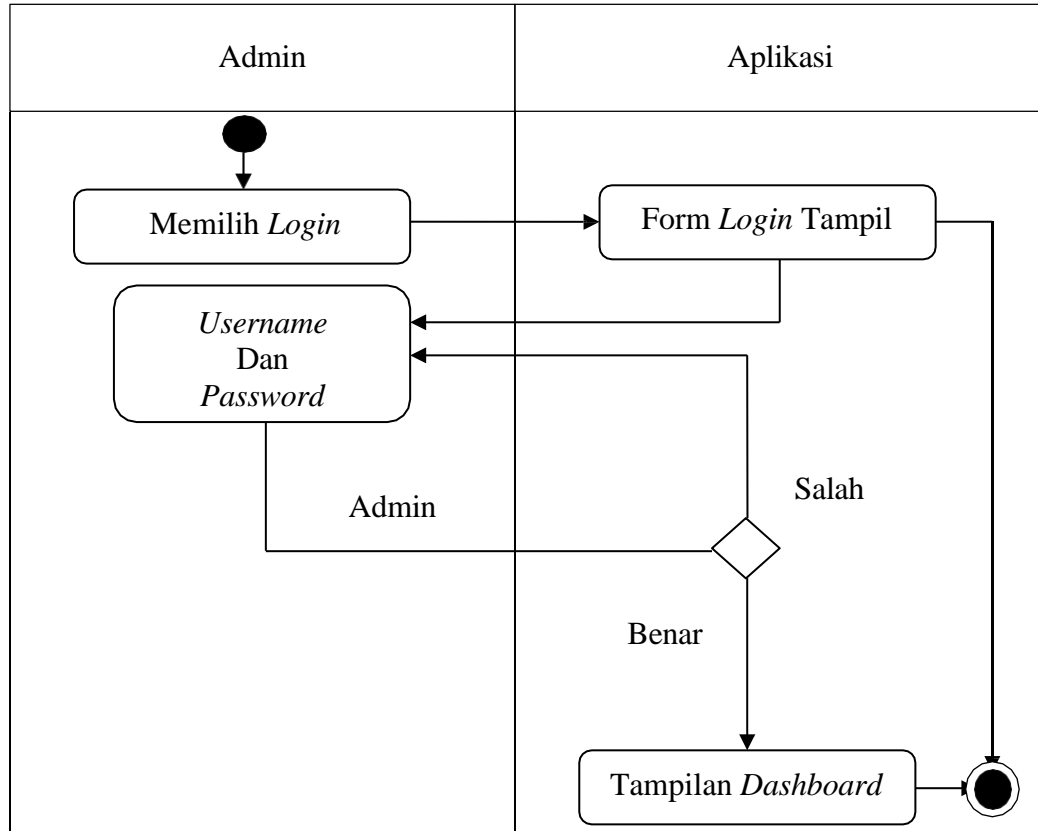 Admin
Aplikasi
Memilih Login
Form Login Tampil
Username
Dan
Password
Salah
Admin
Benar
Tampilan Dashboard